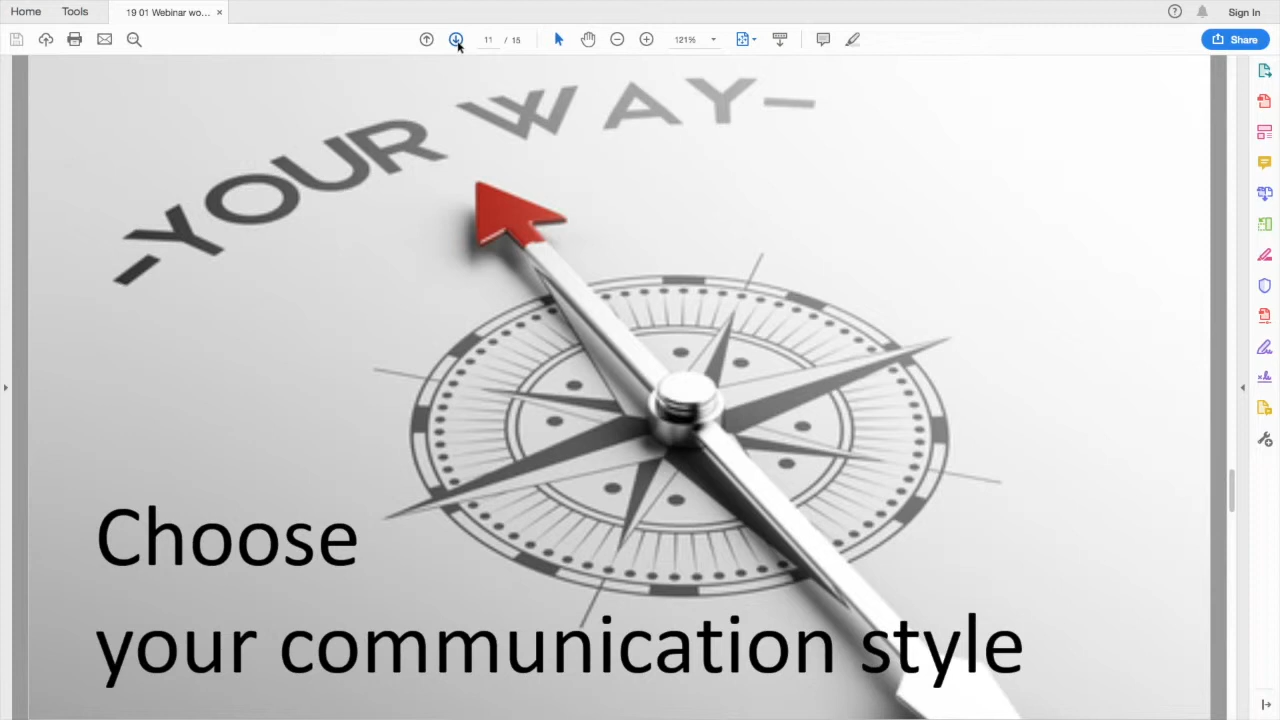 Home
Tools
19 01 Webinar wo...
Sign In
11 / 15
121%
Share
-YOUR WAY-
Choose
your communication style